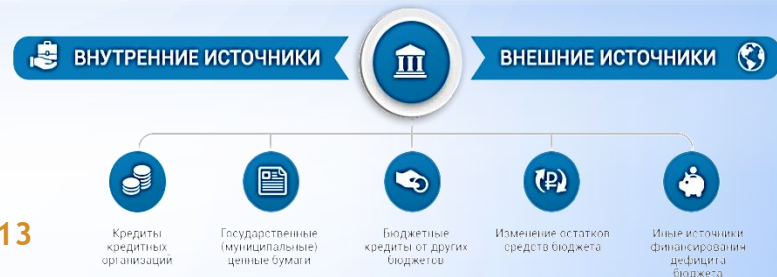 ВНУТРЕННИЕ ИСТОЧНИКИ
ВНЕШНИЕ ИСТОЧНИКИ
13
Кредиты
кредитных
организаций
Государственные
(муниципальные)
ценные бумаги
Бюджетные
кредиты от других
бюджетов
Изменение остатков
средств бюджета
Иные источники
финансирования
дефицита
бюджета